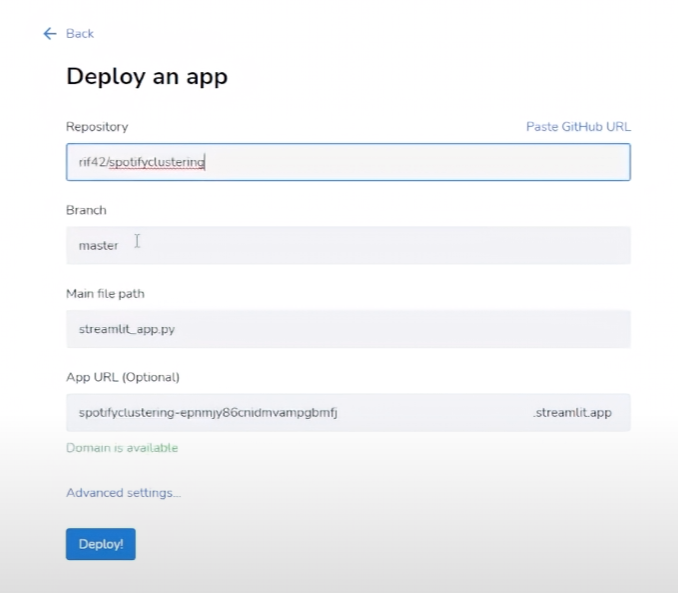 Back
Deploy an app
Repository
Paste GitHub URL
rif42/spotifyclustering
Branch
master
Main file path
streamlit_app.py
App URL (Optional)
spotifyclustering-epnmjy86cnidmvampgbmfj .streamlit.app
Domain is available
Advanced settings...
Deploy!